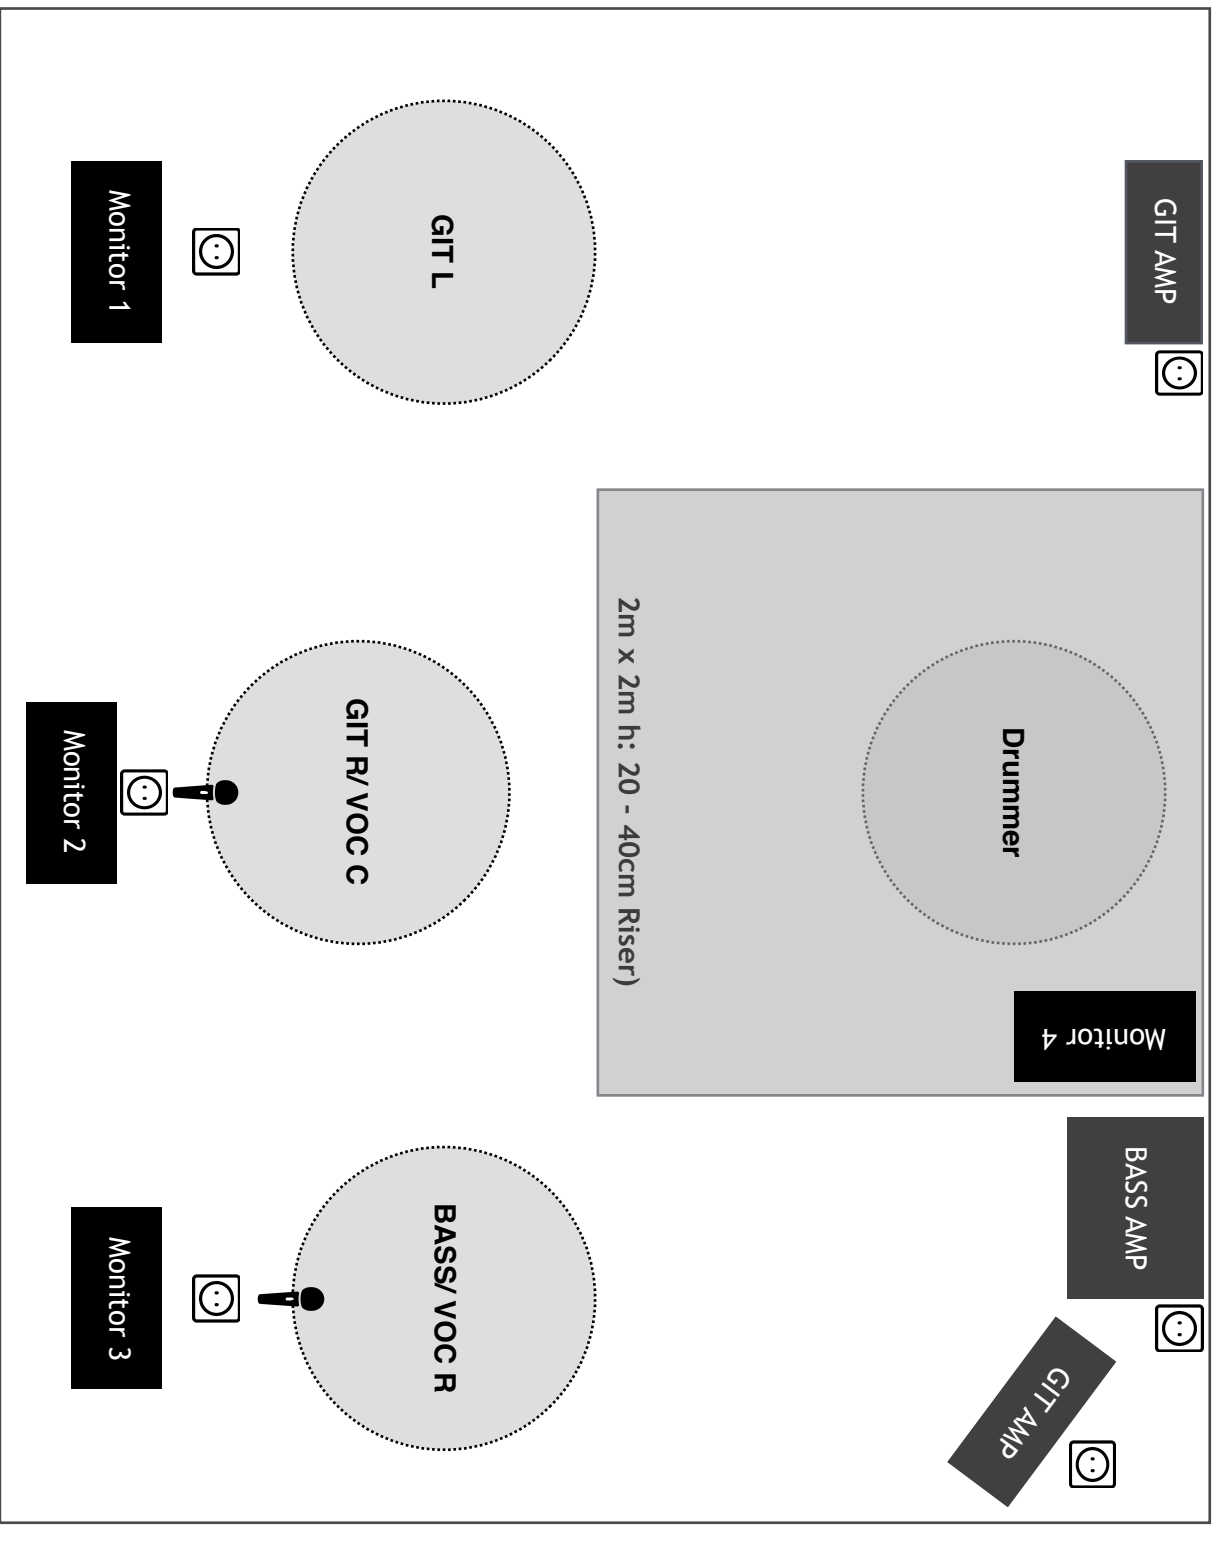 GIT AMP
BASS AMP
GIT AMP
Drummer
Monitor 4
2m x 2m h: 20 - 40cm Riser)
GIT L
GIT R/ VOC C
BASS/ VOC R
Monitor 1
Monitor 2
Monitor 3